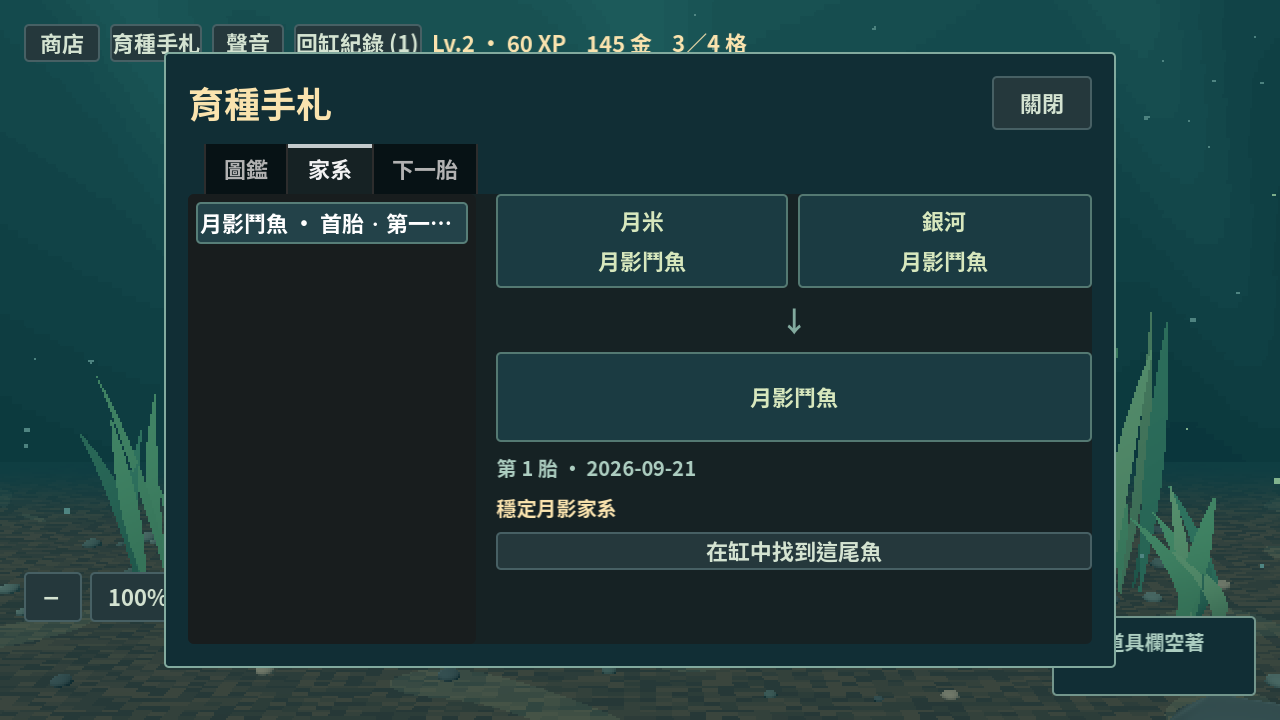 商店
育種手札
聲音
回缸紀錄 (1)
Lv.2 • 60 XP 145 金 3／4 格
育種手札
關閉
圖鑑
家系
下一胎
月影鬥魚 • 首胎 · 第一…
月米
月影鬥魚
銀河
月影鬥魚
↓
月影鬥魚
第 1 胎 • 2026-09-21
穩定月影家系
在缸中找到這尾魚
−
100%
道具欄空著